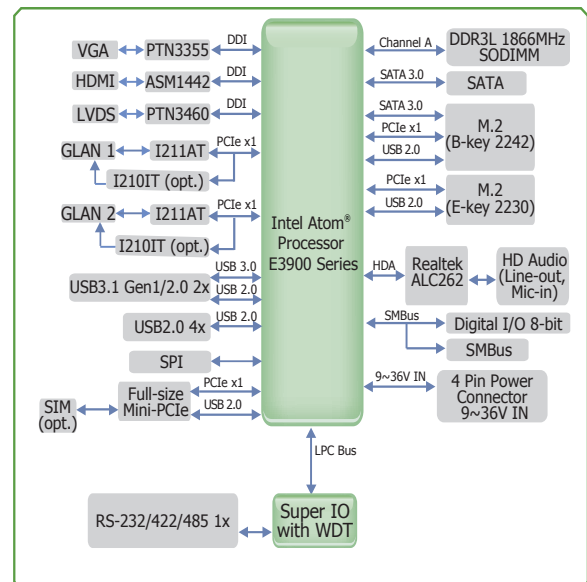 VGA
PTN3355
DDI
HDMI
ASM1442
DDI
LVDS
PTN3460
DDI
GLAN 1
I211AT
PCIe x1
I210IT (opt.)
GLAN 2
I211AT
PCIe x1
I210IT (opt.)
USB3.1 Gen1/2.0 2x
USB 3.0
USB 2.0
USB2.0 4x
USB 2.0
SPI
SIM
(opt.)
Full-size
Mini-PCIe
PCIe x1
USB 2.0
Intel Atom®
Processor
E3900 Series
Channel A
DDR3L 1866MHz
SODIMM
SATA 3.0
SATA
SATA 3.0
PCIe x1
USB 2.0
M.2
(B-key 2242)
PCIe x1
USB 2.0
M.2
(E-key 2230)
HDA
Realtek
ALC262
HD Audio
(Line-out,
Mic-in)
SMBus
Digital I/O 8-bit
SMBus
9~36V IN
4 Pin Power
Connector
9~36V IN
LPC Bus
RS-232/422/485 1x
Super IO
with WDT